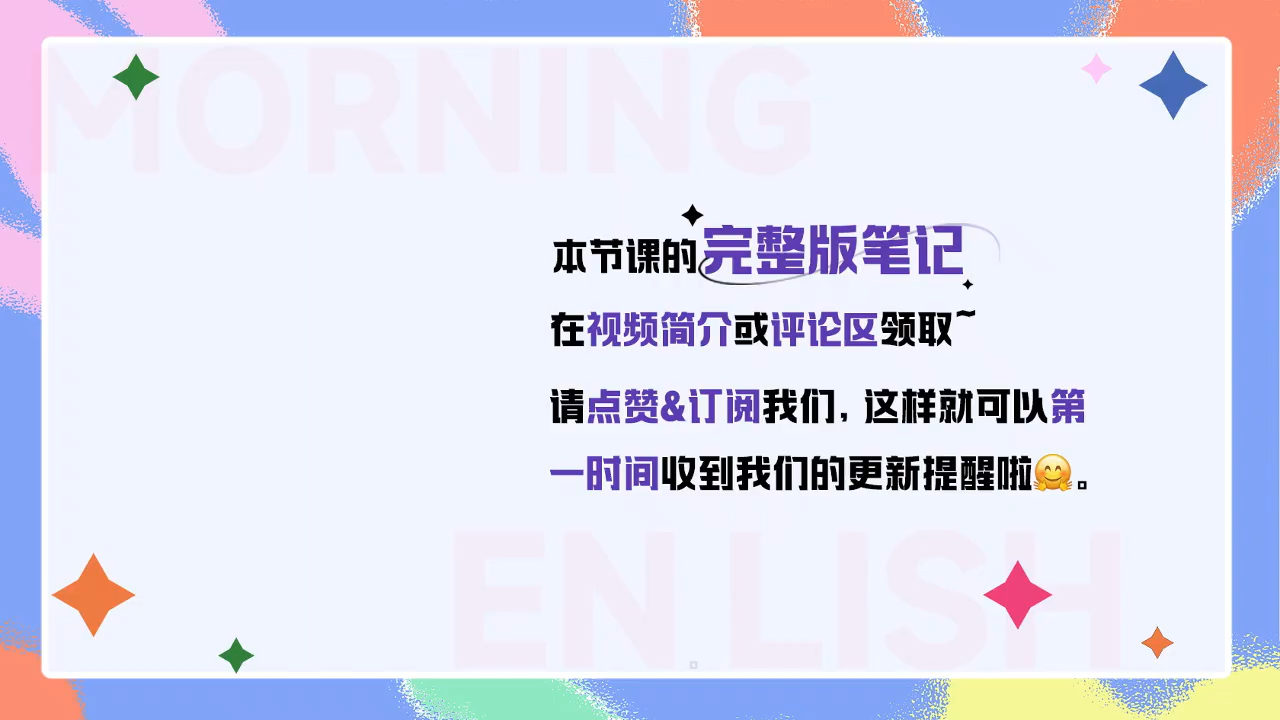 MORNING
本节课的完整版笔记
在视频简介或评论区领取~
请点赞&订阅我们，这样就可以第
一时间收到我们的更新提醒啦🤗。
EN LISH